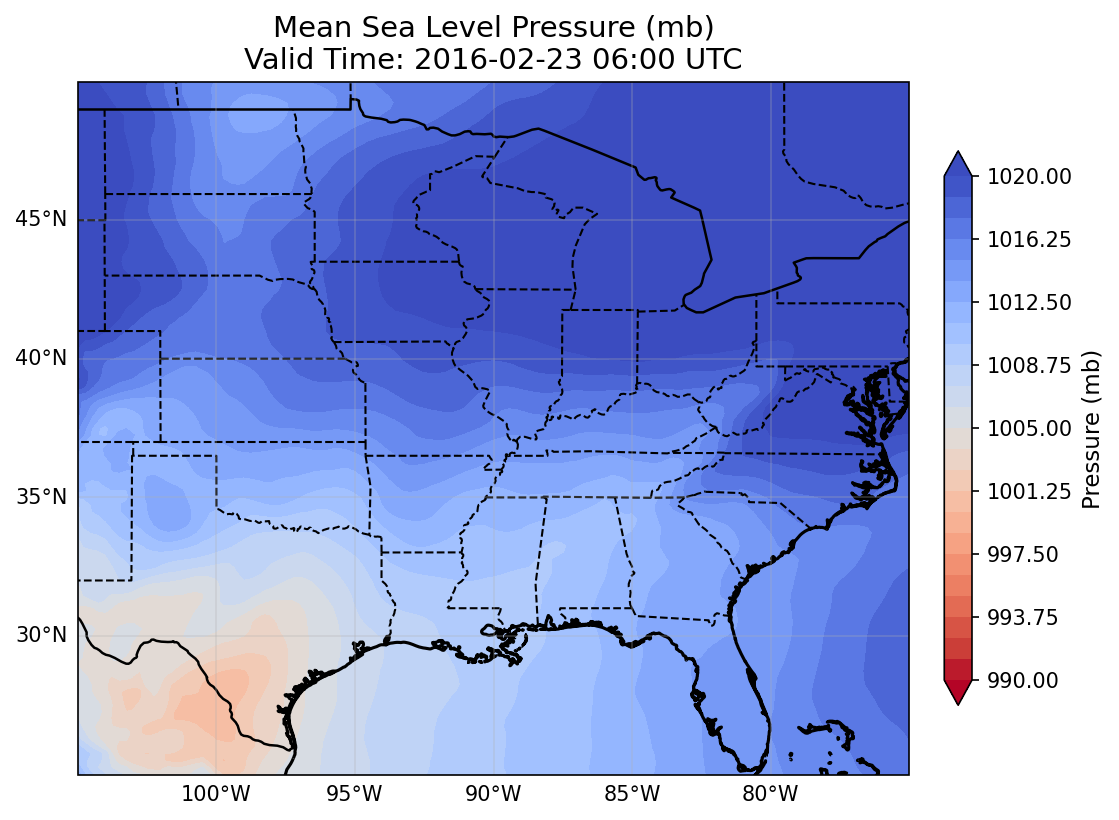 Mean Sea Level Pressure (mb)
Valid Time: 2016-02-23 06:00 UTC
45°N
40°N
35°N
30°N
100°W
95°W
90°W
85°W
80°W
1020.00
1016.25
1012.50
1008.75
1005.00
1001.25
997.50
993.75
990.00
Pressure (mb)